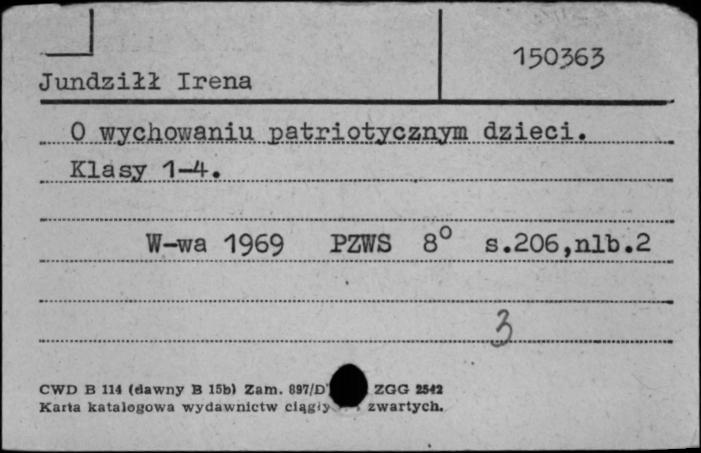 150363
Jundziłł Irena
O wychowaniu patriotycznym dzieci.
Klasy 1-4.
W-wa 1969 PZWS 8° s.206,nlb.2
3
CWD B 114 (dawny B 15b) Zam. 897/D ZGG 2542
Karta katalogowa wydawnictw zwartych.